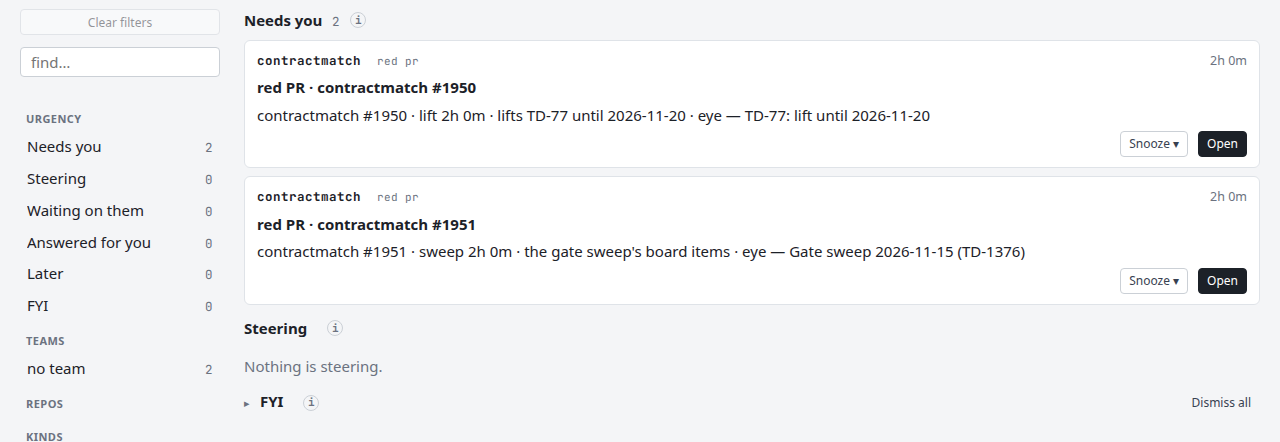 Clear filters
find...
URGENCY
Needs you 2
Steering 0
Waiting on them 0
Answered for you 0
Later 0
FYI 0
TEAMS
no team 2
REPOS
KINDS
Needs you 2 i
contractmatch red pr 2h 0m
red PR · contractmatch #1950
contractmatch #1950 · lift 2h 0m · lifts TD-77 until 2026-11-20 · eye — TD-77: lift until 2026-11-20
Snooze ▾ Open
contractmatch red pr 2h 0m
red PR · contractmatch #1951
contractmatch #1951 · sweep 2h 0m · the gate sweep's board items · eye — Gate sweep 2026-11-15 (TD-1376)
Snooze ▾ Open
Steering i
Nothing is steering.
▸ FYI i Dismiss all